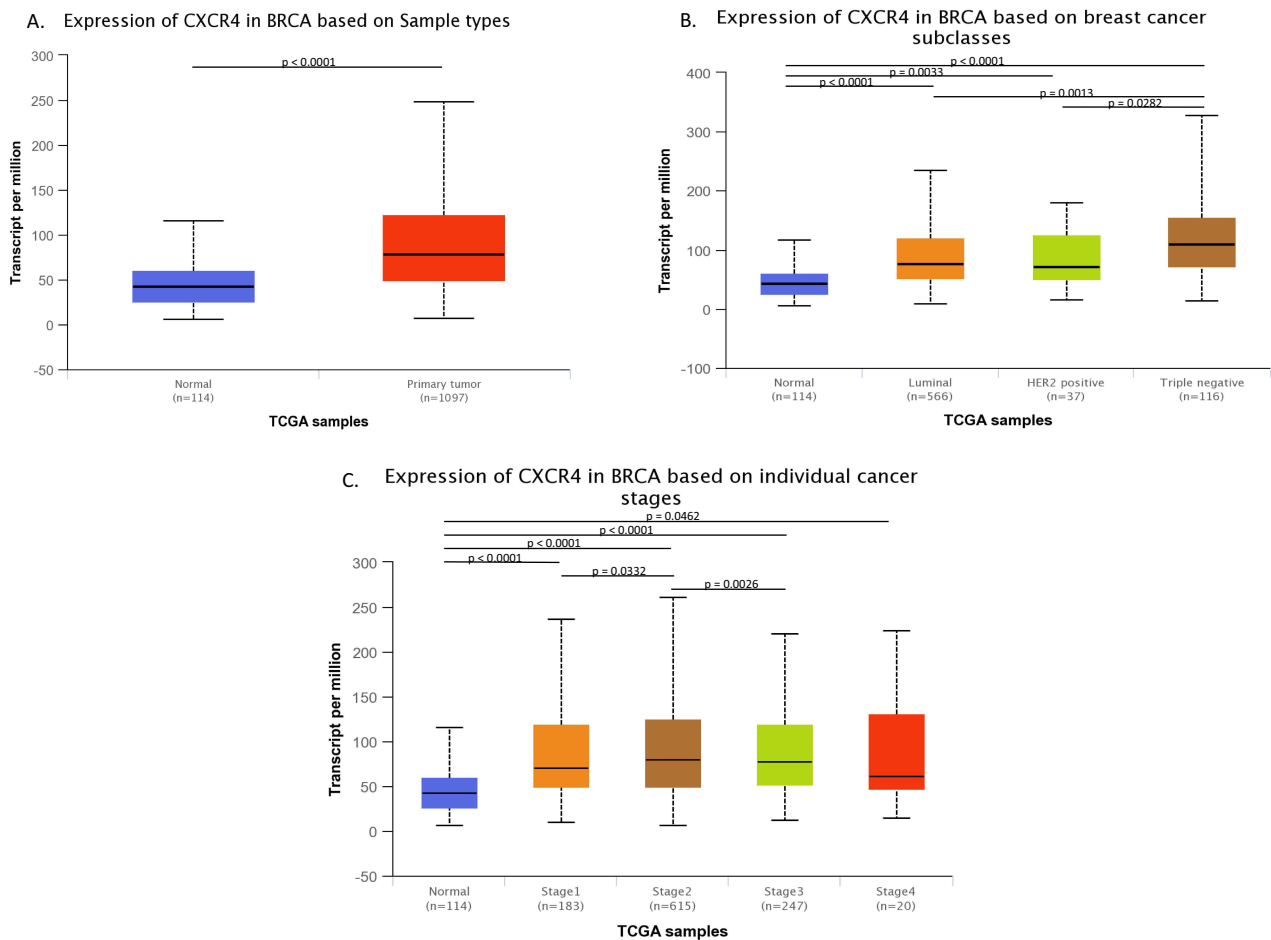 A. Expression of CXCR4 in BRCA based on Sample types
p < 0.0001
300
250
200
150
100
50
0
-50
Transcript per million
Normal
(n=114)
Primary tumor
(n=1097)
TCGA samples
B. Expression of CXCR4 in BRCA based on breast cancer
subclasses
p < 0.0001
p = 0.0033
p < 0.0001
p = 0.0013
p = 0.0282
400
300
200
100
0
-100
Transcript per million
Normal
(n=114)
Luminal
(n=566)
HER2 positive
(n=37)
Triple negative
(n=116)
TCGA samples
C. Expression of CXCR4 in BRCA based on individual cancer
stages
p = 0.0462
p < 0.0001
p < 0.0001
p < 0.0001
p = 0.0332
p = 0.0026
300
250
200
150
100
50
0
-50
Transcript per million
Normal
(n=114)
Stage1
(n=183)
Stage2
(n=615)
Stage3
(n=247)
Stage4
(n=20)
TCGA samples